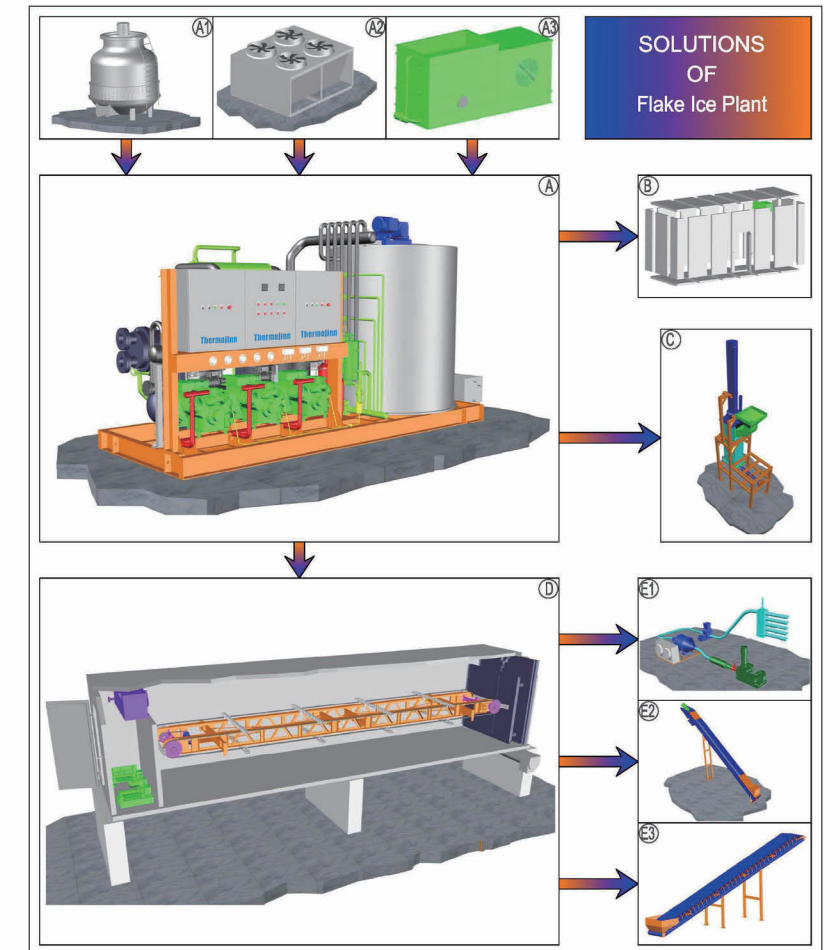 A1
A2
A3
SOLUTIONS
OF
Flake Ice Plant
A
B
Thermojinn Thermojinn Thermojinn
C
D
E1
E2
E3